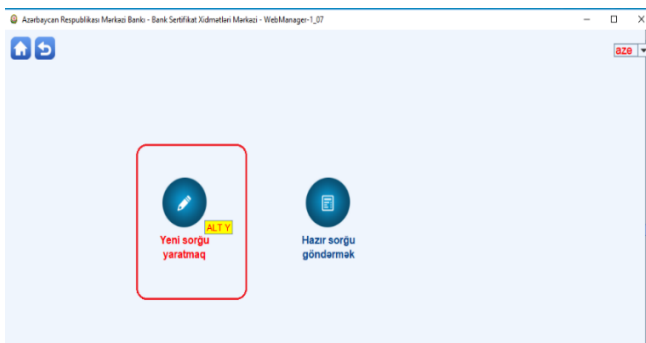 Azərbaycan Respublikası Mərkəzi Bankı - Bank Sertifikat Xidmətləri Mərkəzi - WebManager-1_07
aze
ALT Y
Yeni sorğu
yaratmaq
Hazır sorğu
göndərmək